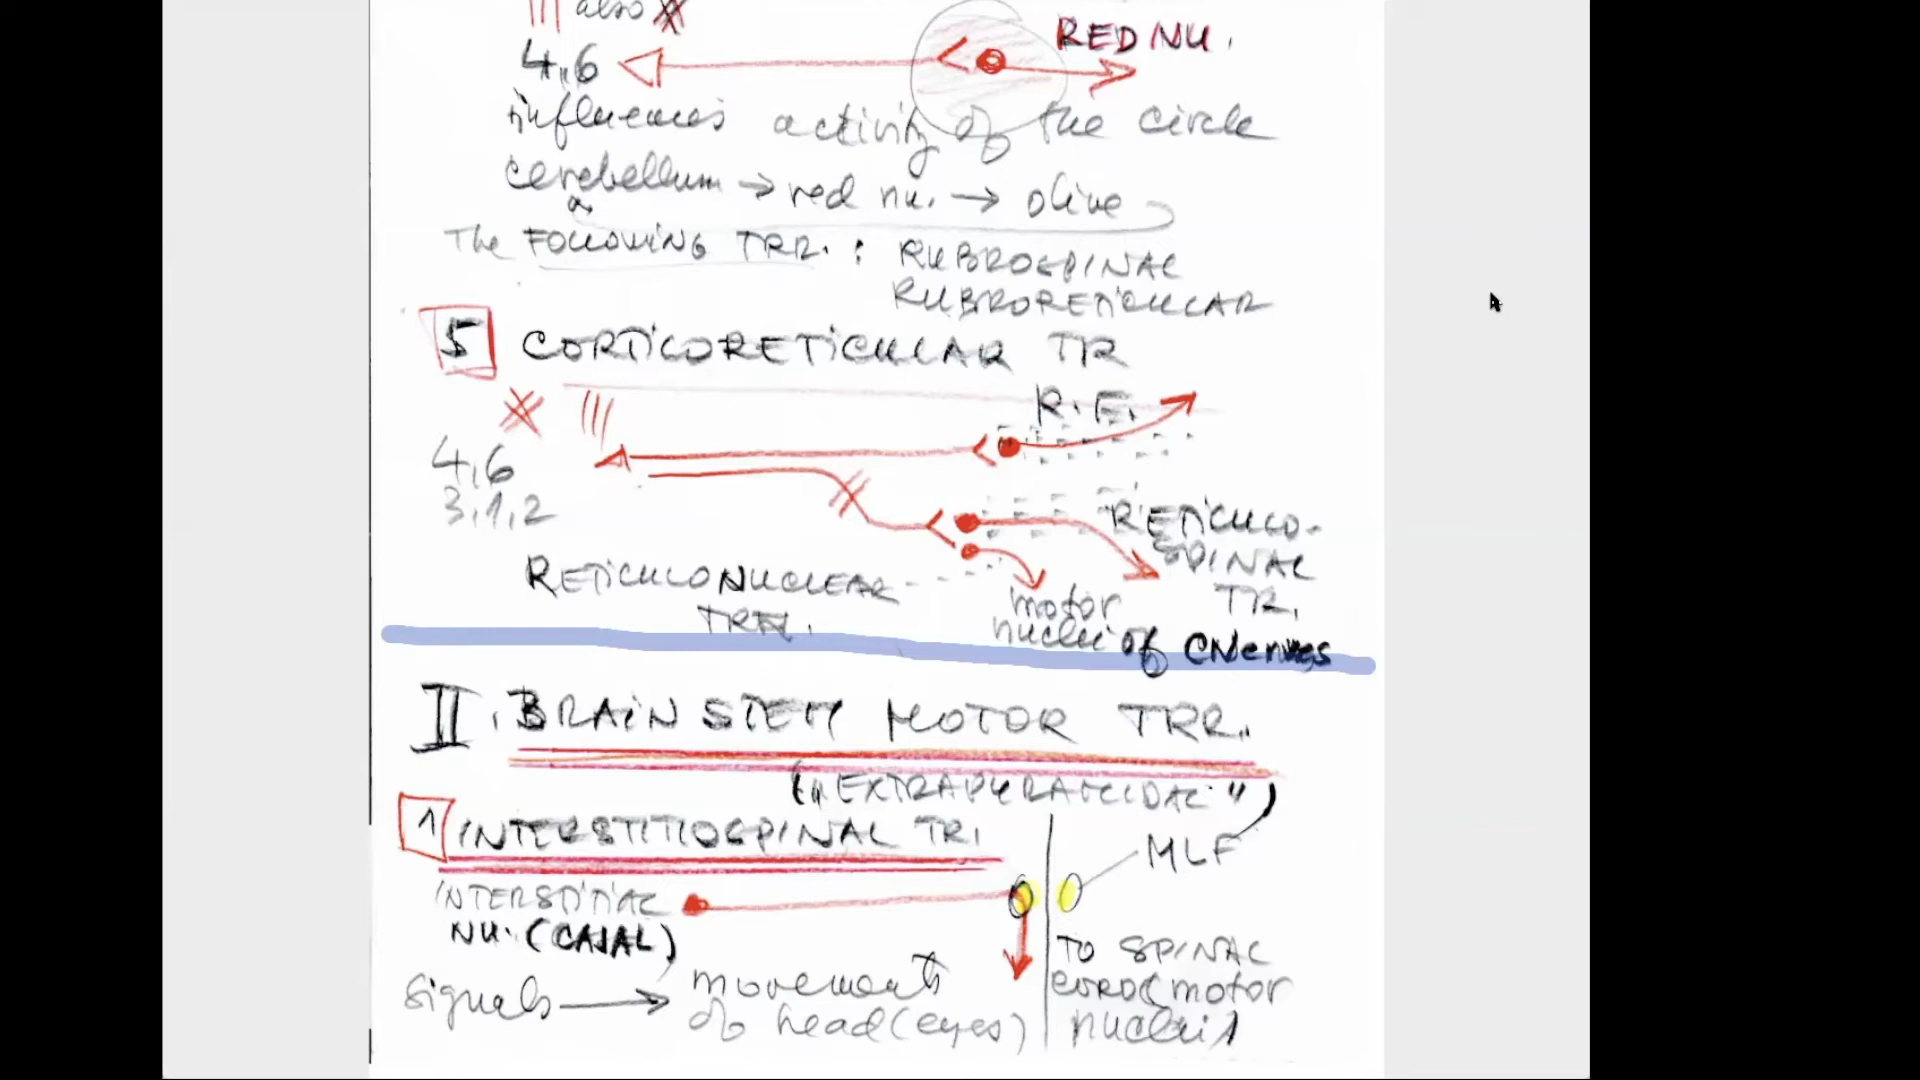 ||| also
RED NU.
4,6
influences activity of the circle
cerebellum → red nu. → olive
The FOLLOWING TRR. : RUBROSPINAL
RUBRORETICULAR
5 CORTICORETICULAR TR
R.F.
|||
4,6
3,1,2
RETICULO-
SPINAL
TR.
RETICULONUCLEAR
TRR.
motor
nuclei of CNerves
II. BRAIN STEM MOTOR TRR.
("EXTRAPYRAMIDAL")
1 INTERSTITIOSPINAL TR.
MLF
INTERSTITIAL
NU. (CAJAL)
TO SPINAL
motor
nuclei
signals → movements
of head (eyes)